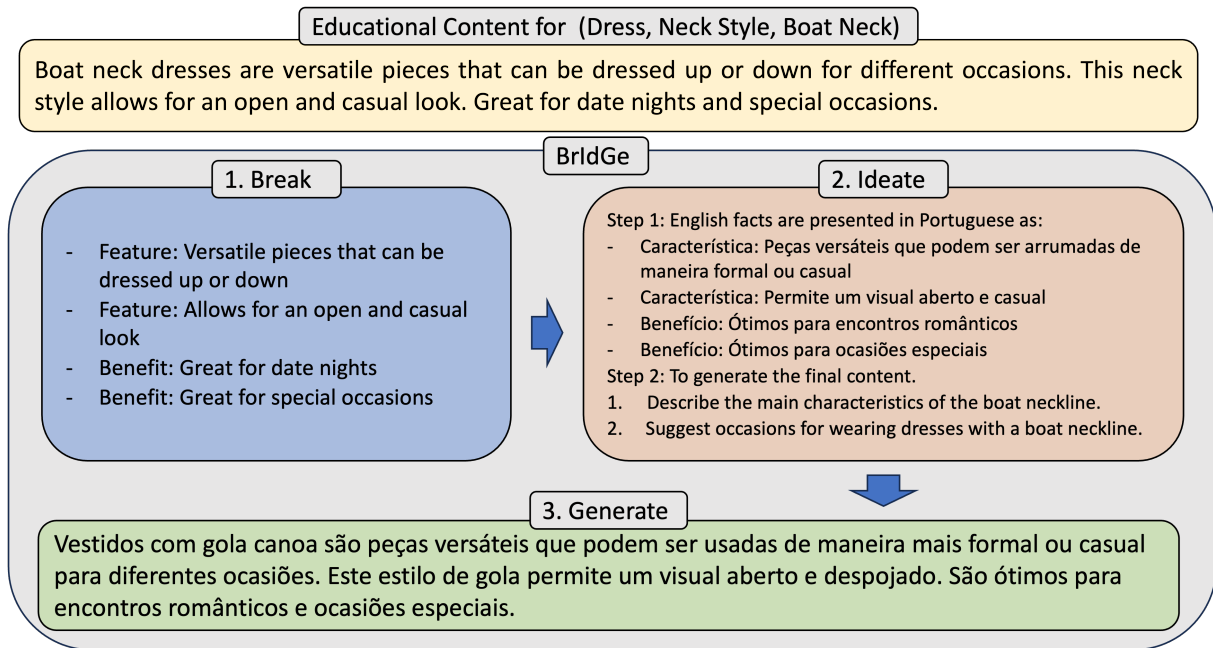 Educational Content for (Dress, Neck Style, Boat Neck)
Boat neck dresses are versatile pieces that can be dressed up or down for different occasions. This neck
style allows for an open and casual look. Great for date nights and special occasions.
BrIdGe
1. Break
- Feature: Versatile pieces that can be
dressed up or down
- Feature: Allows for an open and casual
look
- Benefit: Great for date nights
- Benefit: Great for special occasions
2. Ideate
Step 1: English facts are presented in Portuguese as:
- Característica: Peças versáteis que podem ser arrumadas de
maneira formal ou casual
- Característica: Permite um visual aberto e casual
- Benefício: Ótimos para encontros românticos
- Benefício: Ótimos para ocasiões especiais
Step 2: To generate the final content.
1. Describe the main characteristics of the boat neckline.
2. Suggest occasions for wearing dresses with a boat neckline.
3. Generate
Vestidos com gola canoa são peças versáteis que podem ser usadas de maneira mais formal ou casual
para diferentes ocasiões. Este estilo de gola permite um visual aberto e despojado. São ótimos para
encontros românticos e ocasiões especiais.